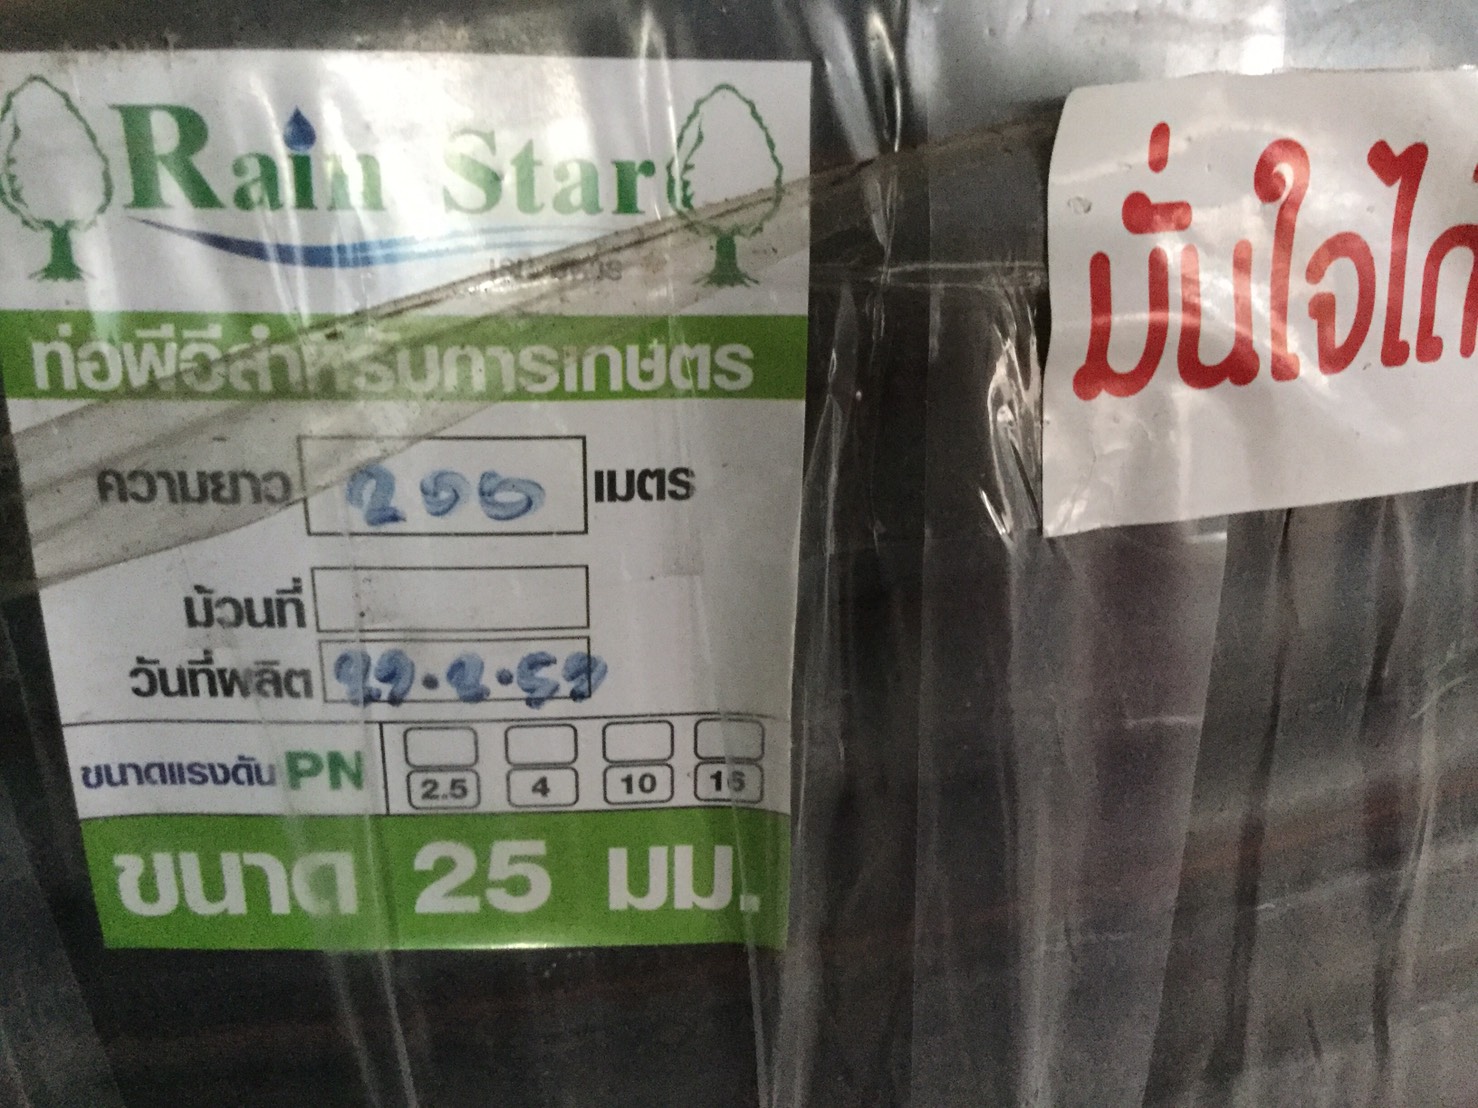 Rain Star
ท่อพีอีสำหรับการเกษตร
ความยาว 200 เมตร
ม้วนที่
วันที่ผลิต
ขนาดแรงดัน PN 2.5 4 10 16
ขนาด 25 มม.
มั่นใจได้